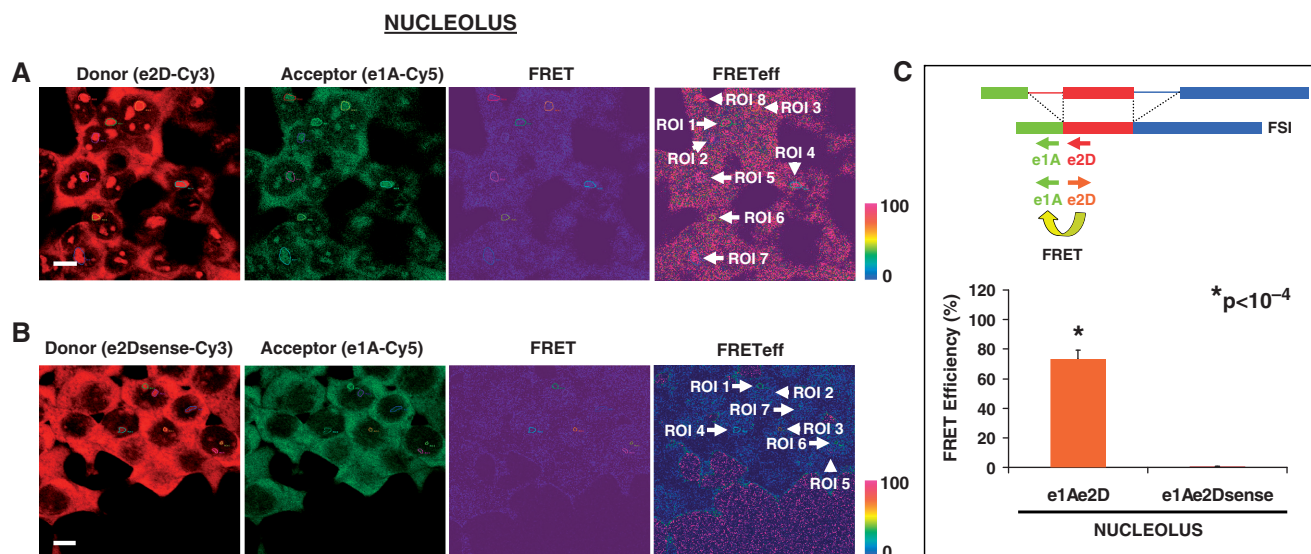 NUCLEOLUS
A
Donor (e2D-Cy3)
Acceptor (e1A-Cy5)
FRET
FRETeff
ROI 8
ROI 3
ROI 1
ROI 2
ROI 4
ROI 5
ROI 6
ROI 7
100
0
B
Donor (e2Dsense-Cy3)
Acceptor (e1A-Cy5)
FRET
FRETeff
ROI 1
ROI 2
ROI 7
ROI 4
ROI 3
ROI 6
ROI 5
100
0
C
FSI
e1A e2D
e1A e2D
FRET
*p<10−4
FRET Efficiency (%)
120
100
80
60
40
20
0
*
e1Ae2D e1Ae2Dsense
NUCLEOLUS